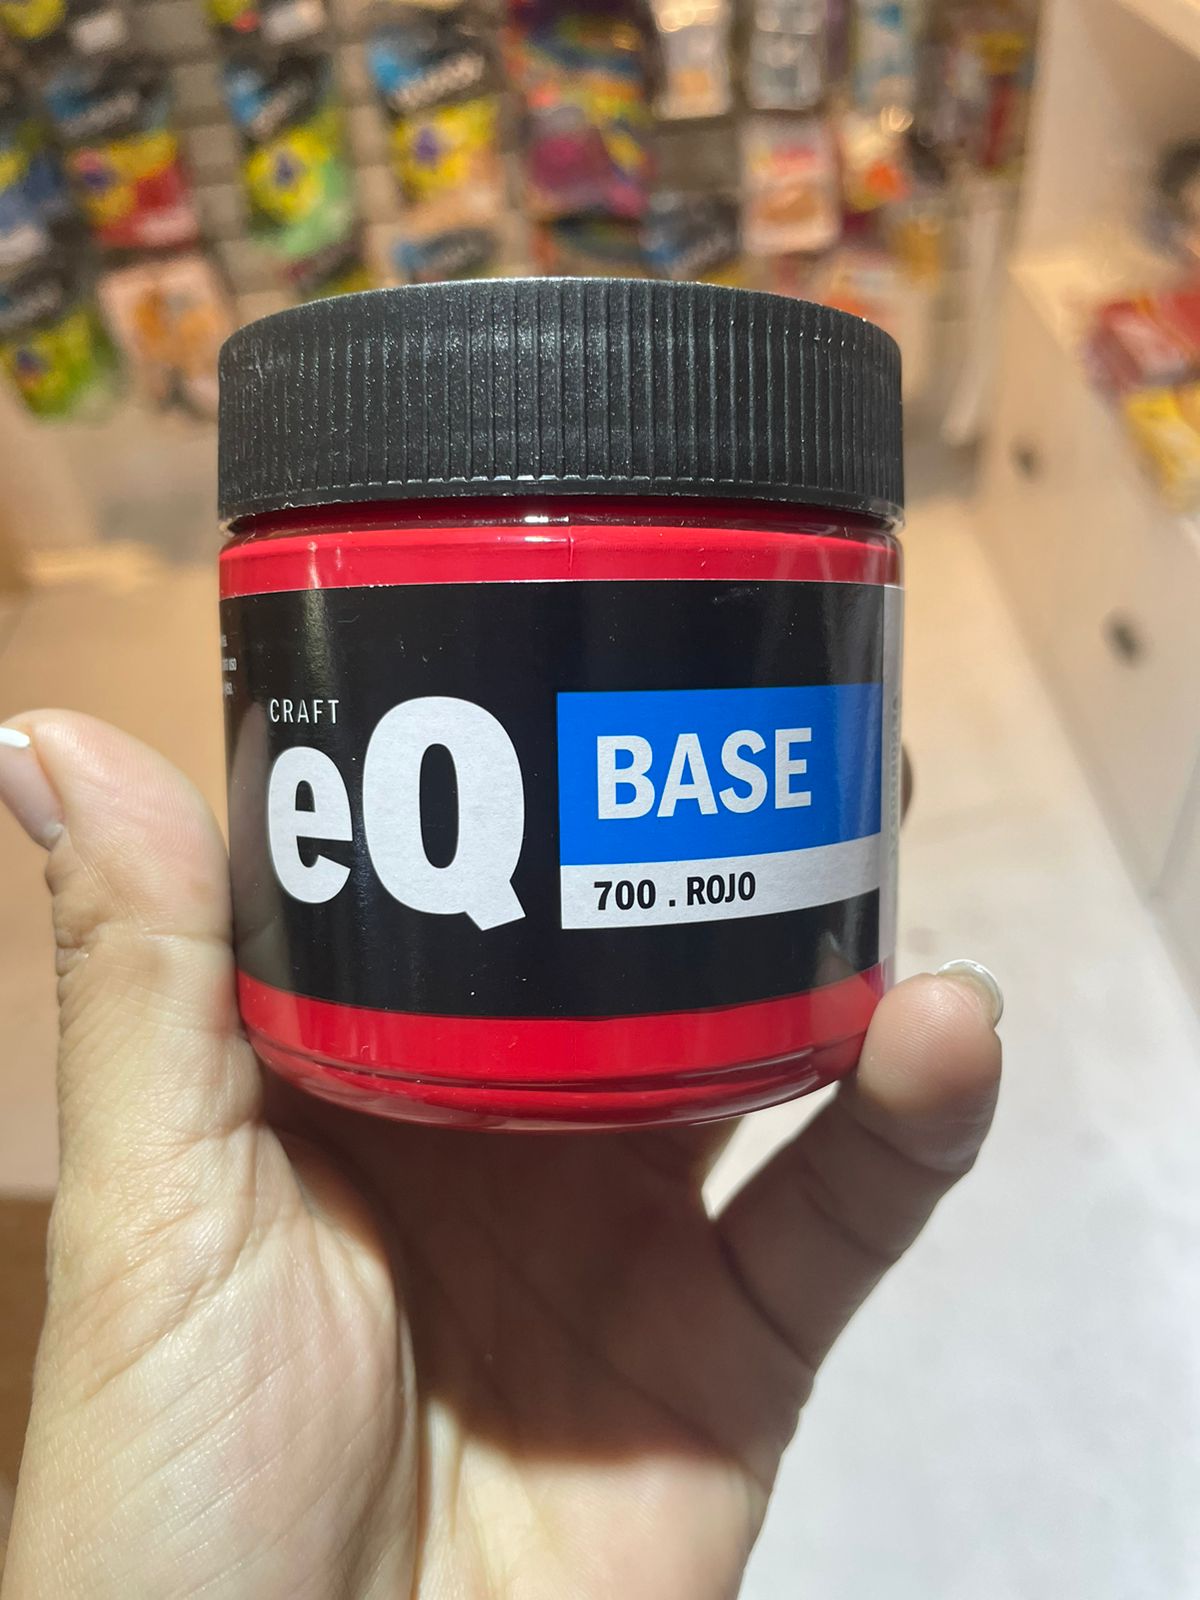 CRAFT
eQ
BASE
700 . ROJO